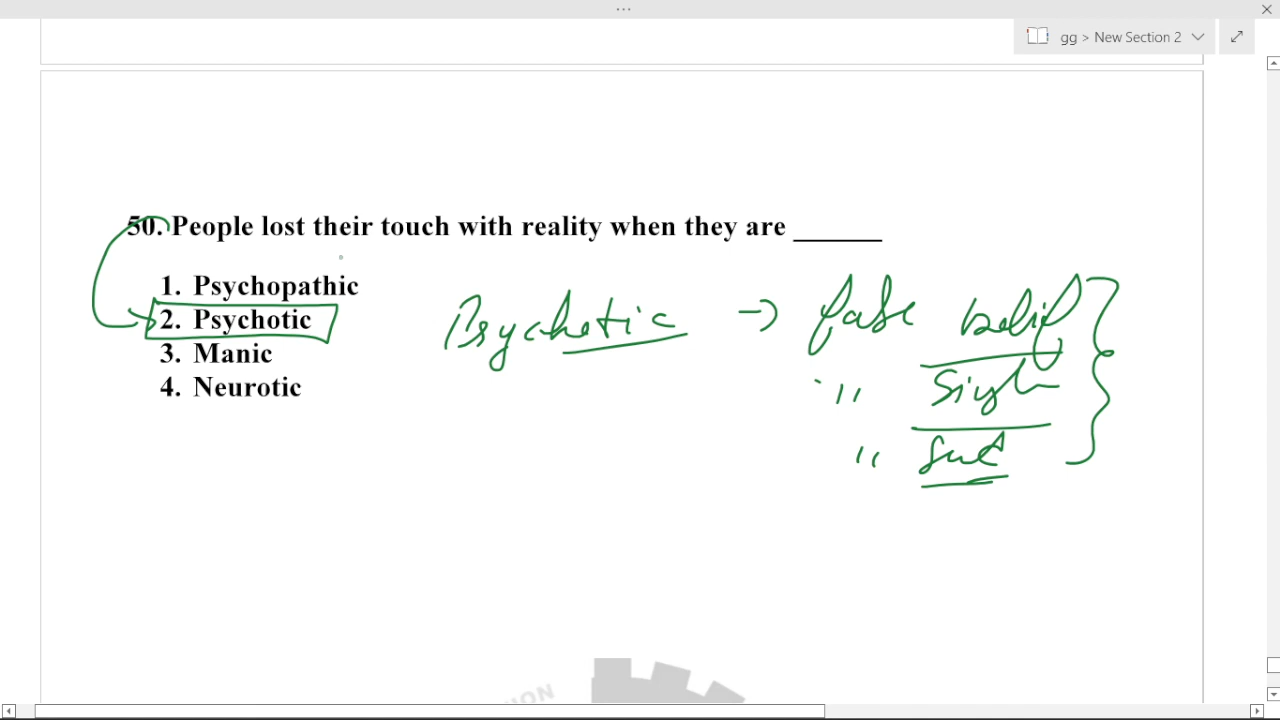 gg > New Section 2
50. People lost their touch with reality when they are ______
1. Psychopathic
2. Psychotic
3. Manic
4. Neurotic
Psychotic → false belief
" Sight
"
ION